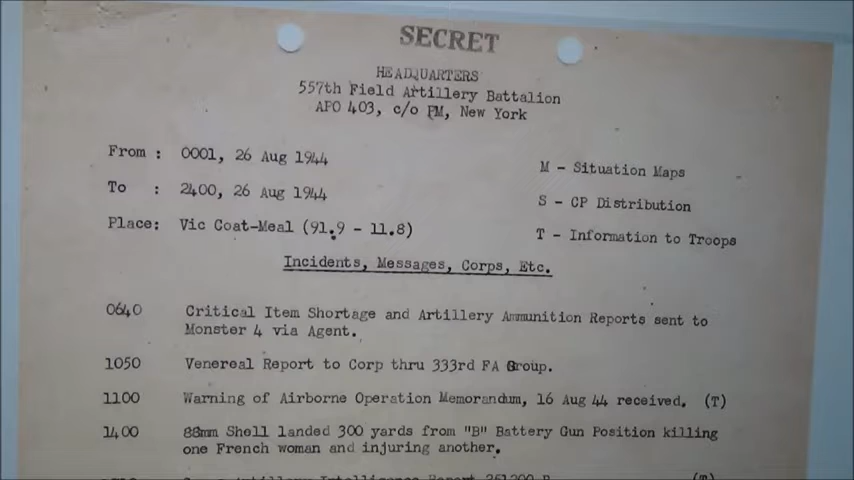 SECRET
HEADQUARTERS
557th Field Artillery Battalion
APO 403, c/o PM, New York
From : 0001, 26 Aug 1944
M - Situation Maps
To : 2400, 26 Aug 1944
S - CP Distribution
Place: Vic Coat-Meal (91.9 - 11.8)
T - Information to Troops
Incidents, Messages, Corps, Etc.
0640 Critical Item Shortage and Artillery Ammunition Reports sent to
Monster 4 via Agent.
1050 Venereal Report to Corp thru 333rd FA Group.
1100 Warning of Airborne Operation Memorandum, 16 Aug 44 received. (T)
1400 88mm Shell landed 300 yards from "B" Battery Gun Position killing
one French woman and injuring another.
Artillery Intelligence Report (T)